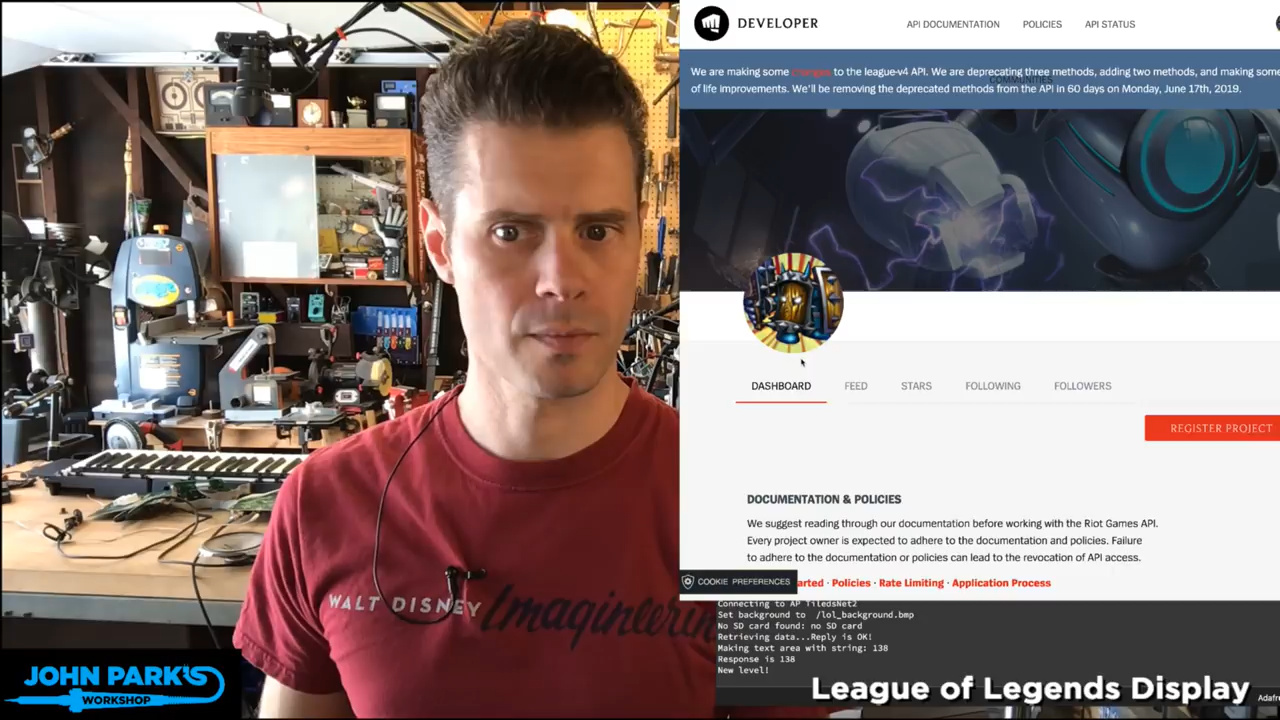 DEVELOPER
API DOCUMENTATION
POLICIES
API STATUS
COMMUNITIES
We are making some changes to the league-v4 API. We are deprecating three methods, adding two methods, and making some
of life improvements. We'll be removing the deprecated methods from the API in 60 days on Monday, June 17th, 2019.
DASHBOARD
FEED
STARS
FOLLOWING
FOLLOWERS
REGISTER PROJECT
DOCUMENTATION & POLICIES
We suggest reading through our documentation before working with the Riot Games API.
Every project owner is expected to adhere to the documentation and policies. Failure
to adhere to the documentation or policies can lead to the revocation of API access.
COOKIE PREFERENCES
arted · Policies · Rate Limiting · Application Process
Connecting to AP TiledsNet2
Set background to /lol_background.bmp
No SD card found: no SD card
Retrieving data...Reply is OK!
Making text area with string: 138
Response is 138
New level!
Adafr
League of Legends Display
WALT DISNEY Imagineerin
JOHN PARK'S
WORKSHOP